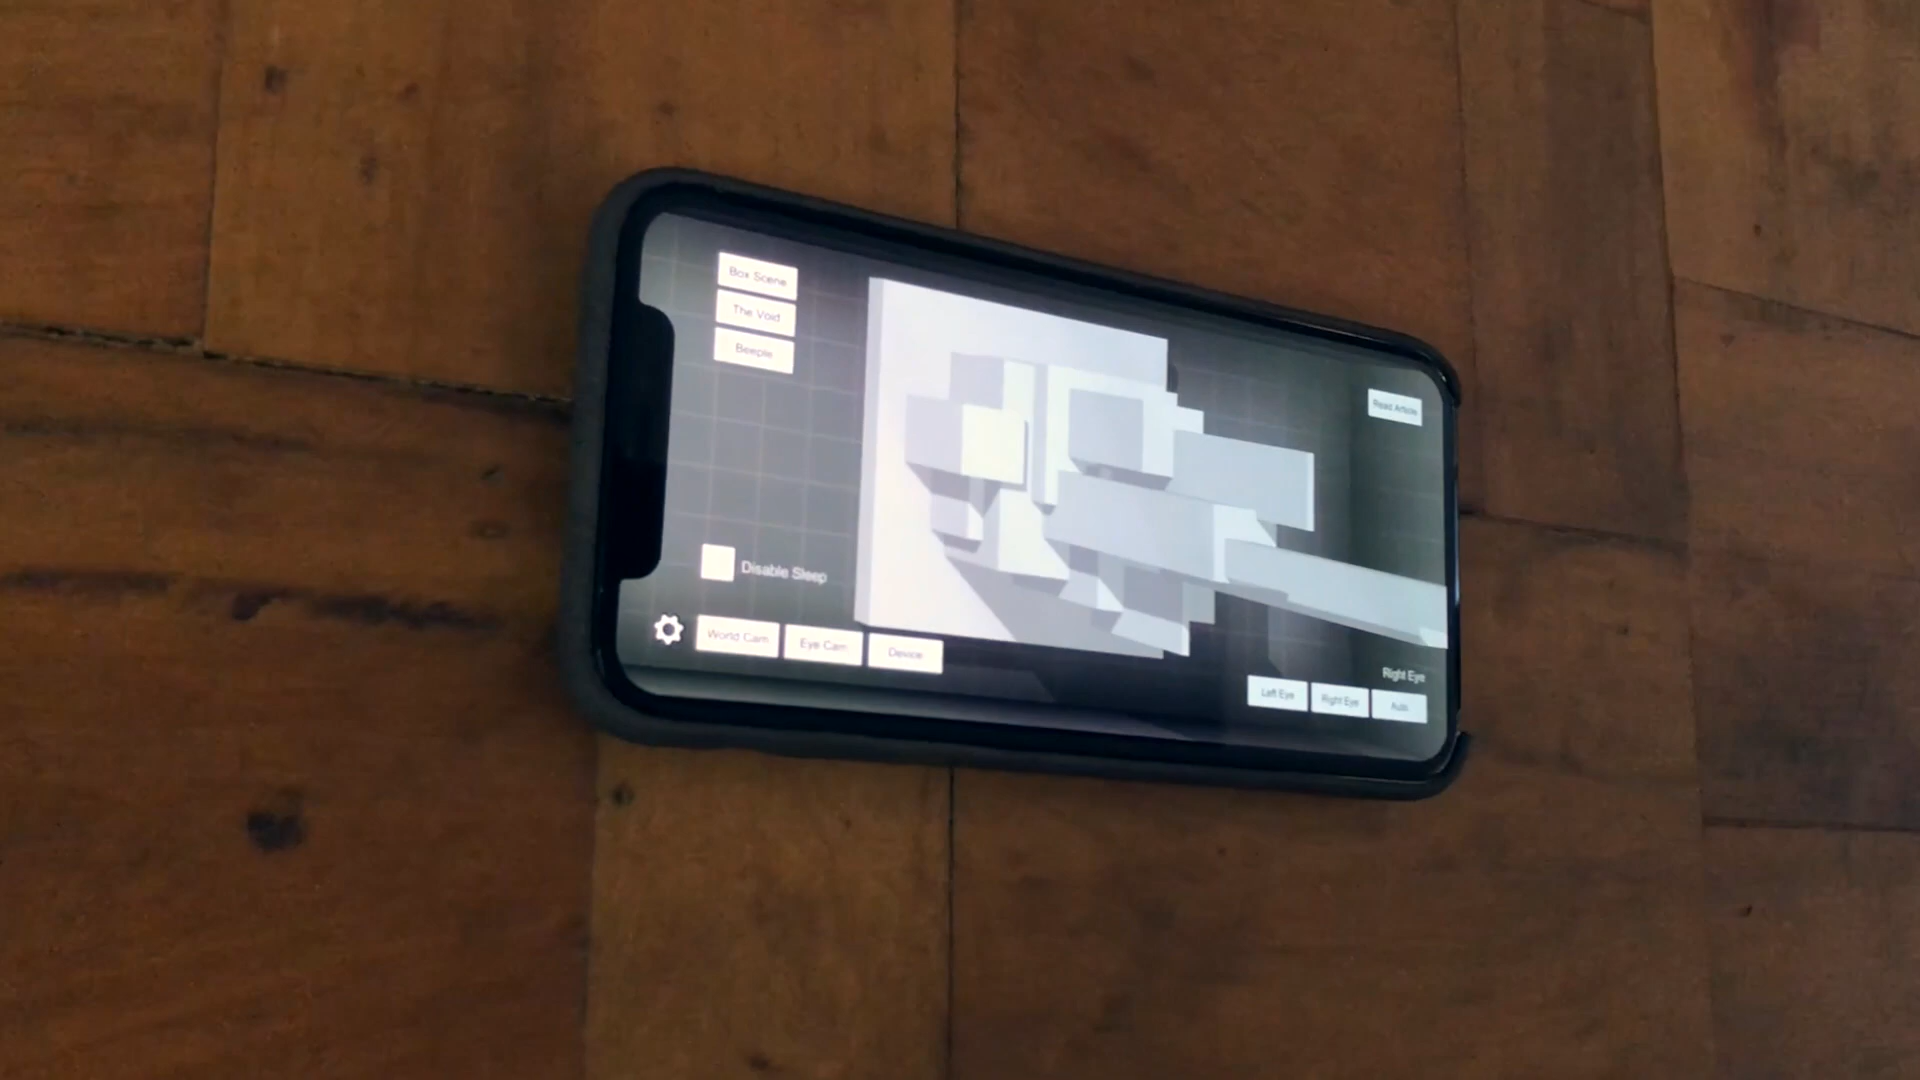 Box Scene
The Void
Beeple
Read Article
Disable Sleep
World Cam
Eye Cam
Device
Right Eye
Left Eye
Right Eye
Auto